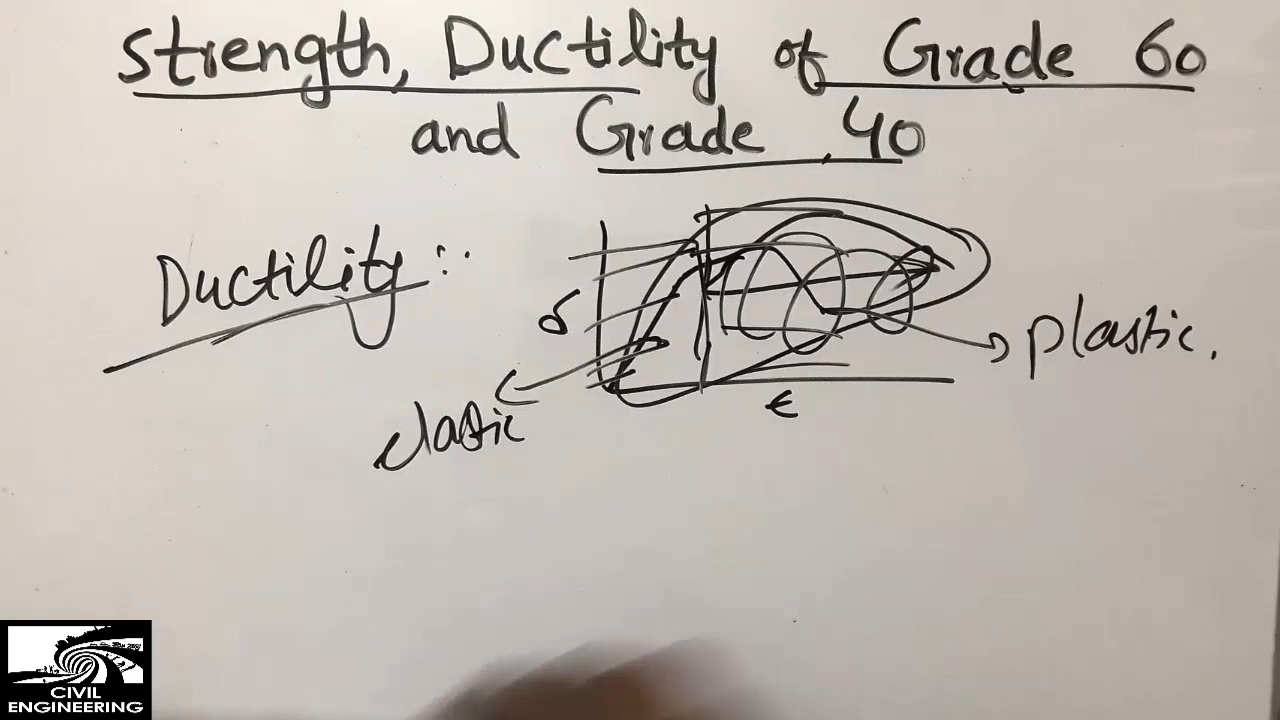 Strength, Ductility of Grade 60
and Grade 40
Ductility :-
δ
plastic.
ε
elastic
CIVIL
ENGINEERING